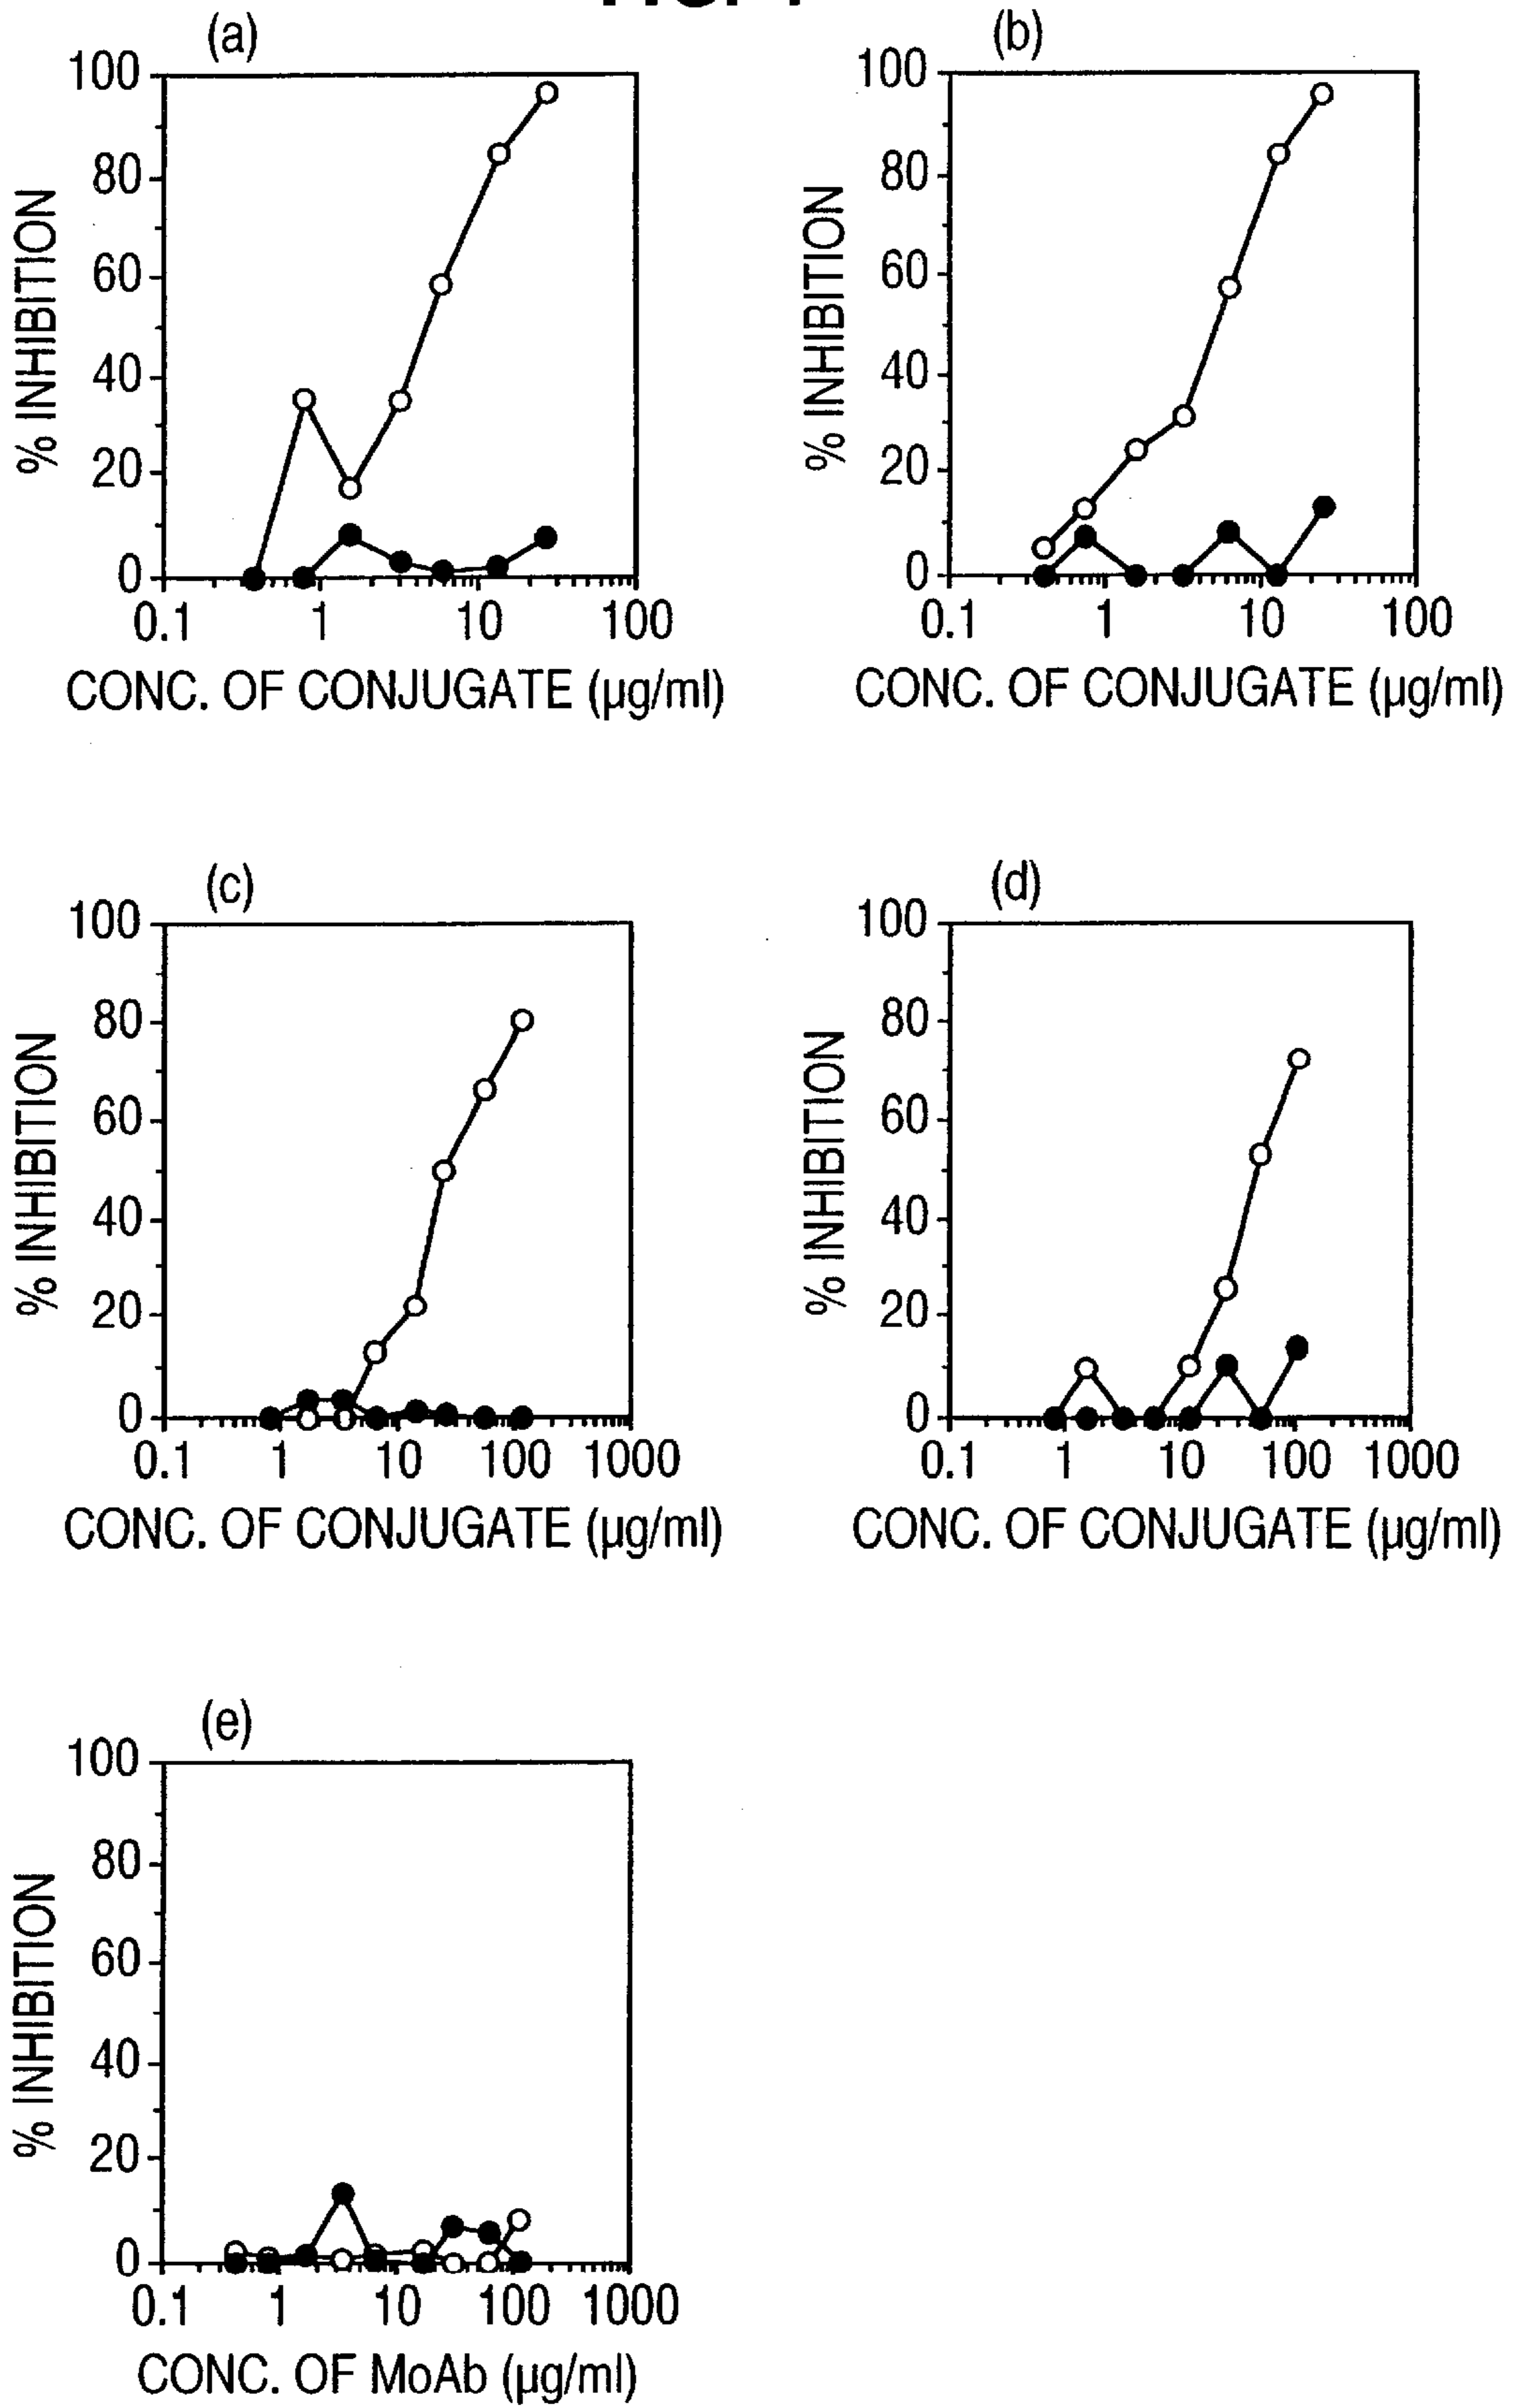 (a)
100
80
60
40
20
0
% INHIBITION
0.1 1 10 100
CONC. OF CONJUGATE (µg/ml)
(b)
100
80
60
40
20
0
% INHIBITION
0.1 1 10 100
CONC. OF CONJUGATE (µg/ml)
(c)
100
80
60
40
20
0
% INHIBITION
0.1 1 10 100 1000
CONC. OF CONJUGATE (µg/ml)
(d)
100
80
60
40
20
0
% INHIBITION
0.1 1 10 100 1000
CONC. OF CONJUGATE (µg/ml)
(e)
100
80
60
40
20
0
% INHIBITION
0.1 1 10 100 1000
CONC. OF MoAb (µg/ml)